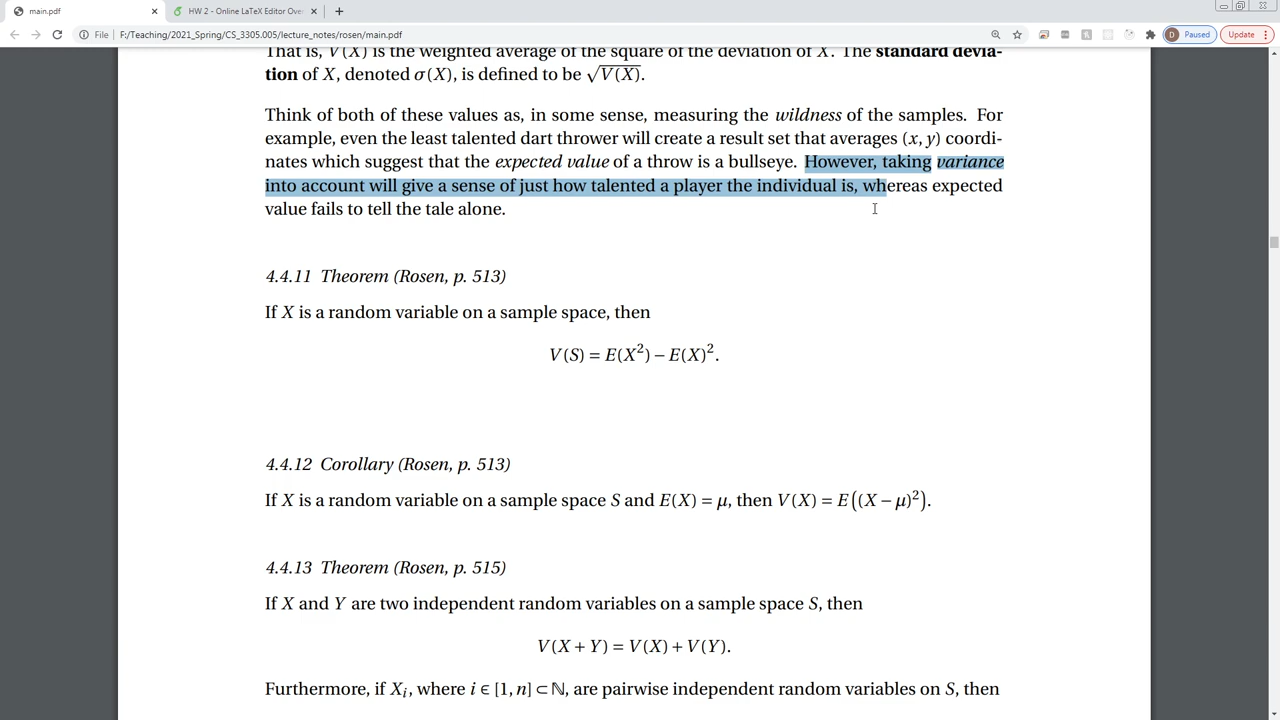 main.pdf
HW 2 - Online LaTeX Editor Over
File
F:/Teaching/2021_Spring/CS_3305.005/lecture_notes/rosen/main.pdf
D Paused
Update
That is, V(X) is the weighted average of the square of the deviation of X. The standard devia-
tion of X, denoted σ(X), is defined to be √V(X).
Think of both of these values as, in some sense, measuring the wildness of the samples. For
example, even the least talented dart thrower will create a result set that averages (x, y) coordi-
nates which suggest that the expected value of a throw is a bullseye. However, taking variance
into account will give a sense of just how talented a player the individual is, whereas expected
value fails to tell the tale alone.
4.4.11 Theorem (Rosen, p. 513)
If X is a random variable on a sample space, then
V(S) = E(X²) − E(X)².
4.4.12 Corollary (Rosen, p. 513)
If X is a random variable on a sample space S and E(X) = μ, then V(X) = E((X − μ)²).
4.4.13 Theorem (Rosen, p. 515)
If X and Y are two independent random variables on a sample space S, then
V(X + Y) = V(X) + V(Y).
Furthermore, if Xᵢ, where i ∈ [1, n] ⊂ ℕ, are pairwise independent random variables on S, then